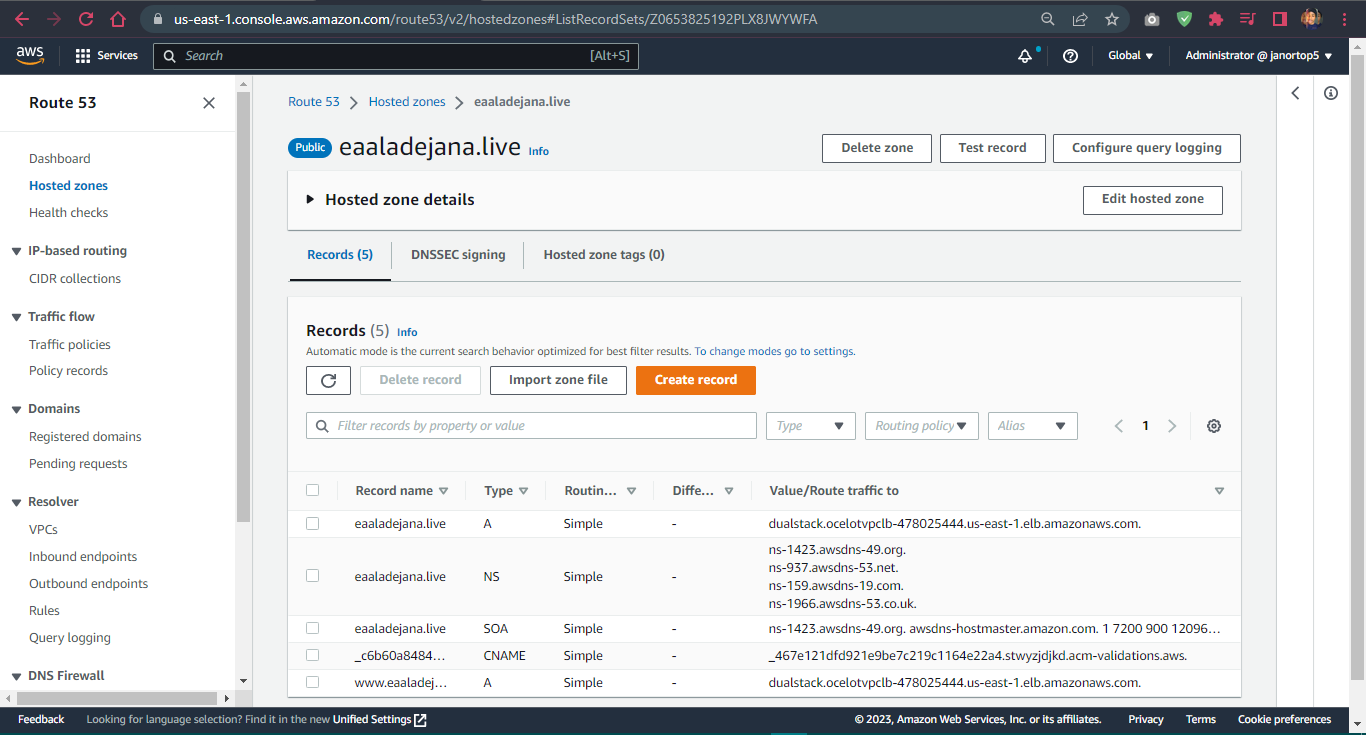 us-east-1.console.aws.amazon.com/route53/v2/hostedzones#ListRecordSets/Z0653825192PLX8JWYWFA
aws
Services
Search
[Alt+S]
Global
Administrator @ janortop5
Route 53
Dashboard
Hosted zones
Health checks
IP-based routing
CIDR collections
Traffic flow
Traffic policies
Policy records
Domains
Registered domains
Pending requests
Resolver
VPCs
Inbound endpoints
Outbound endpoints
Rules
Query logging
DNS Firewall
Route 53 Hosted zones eaaladejana.live
Public eaaladejana.live Info
Delete zone
Test record
Configure query logging
Hosted zone details
Edit hosted zone
Records (5)
DNSSEC signing
Hosted zone tags (0)
Records (5) Info
Automatic mode is the current search behavior optimized for best filter results. To change modes go to settings.
Delete record
Import zone file
Create record
Filter records by property or value
Type
Routing policy
Alias
1
Record name Type Routin... Diffe... Value/Route traffic to
eaaladejana.live A Simple - dualstack.ocelotvpclb-478025444.us-east-1.elb.amazonaws.com.
eaaladejana.live NS Simple - ns-1423.awsdns-49.org.
ns-937.awsdns-53.net.
ns-159.awsdns-19.com.
ns-1966.awsdns-53.co.uk.
eaaladejana.live SOA Simple - ns-1423.awsdns-49.org. awsdns-hostmaster.amazon.com. 1 7200 900 12096...
_c6b60a8484... CNAME Simple - _467e121dfd921e9be7c219c1164e22a4.stwyzjdjkd.acm-validations.aws.
www.eaaladej... A Simple - dualstack.ocelotvpclb-478025444.us-east-1.elb.amazonaws.com.
Feedback
Looking for language selection? Find it in the new Unified Settings
© 2023, Amazon Web Services, Inc. or its affiliates.
Privacy
Terms
Cookie preferences